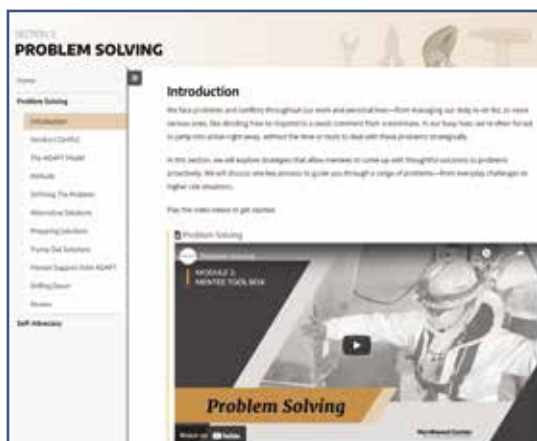 SECTION 2
PROBLEM SOLVING
Home
Problem Solving
Introduction
Conflict
The ADAPT Model
Attitude
Defining The Problem
Alternative Solutions
Preparing Solutions
Trying Out Solutions
Mentor Support ADAPT
Drilling Down
Review
Self-Advocacy
Introduction
We face problems and conflicts throughout our work and personal lives—from managing our daily to-do list, to more
serious ones, like deciding how to respond to a comment from a workmate. In our busy lives we're often forced
to jump into action right away, without the time or tools to deal with these problems strategically.
In this section, we will explore strategies that allow mentees to come up with thoughtful solutions to problems
proactively. We will discuss one key process to guide you through a range of problems—from everyday challenges to
higher risk situations.
Play the video below to get started.
Problem Solving
Problem Solving
MODULE 2:
MENTEE TOOL BOX
Problem Solving
Watch on YouTube